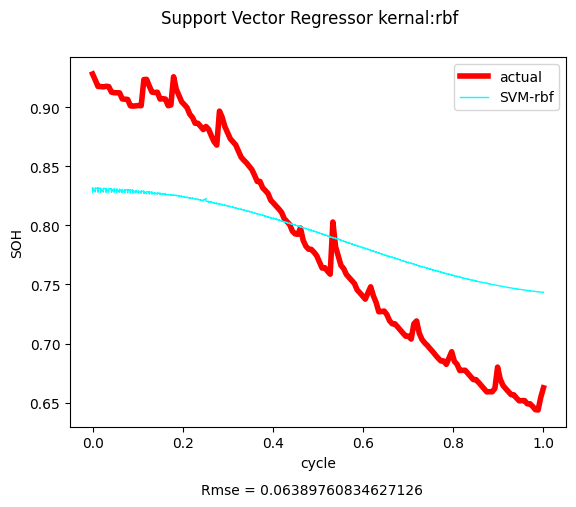 Support Vector Regressor kernal:rbf
actual
SVM-rbf
SOH
0.90
0.85
0.80
0.75
0.70
0.65
0.0
0.2
0.4
0.6
0.8
1.0
cycle
Rmse = 0.06389760834627126